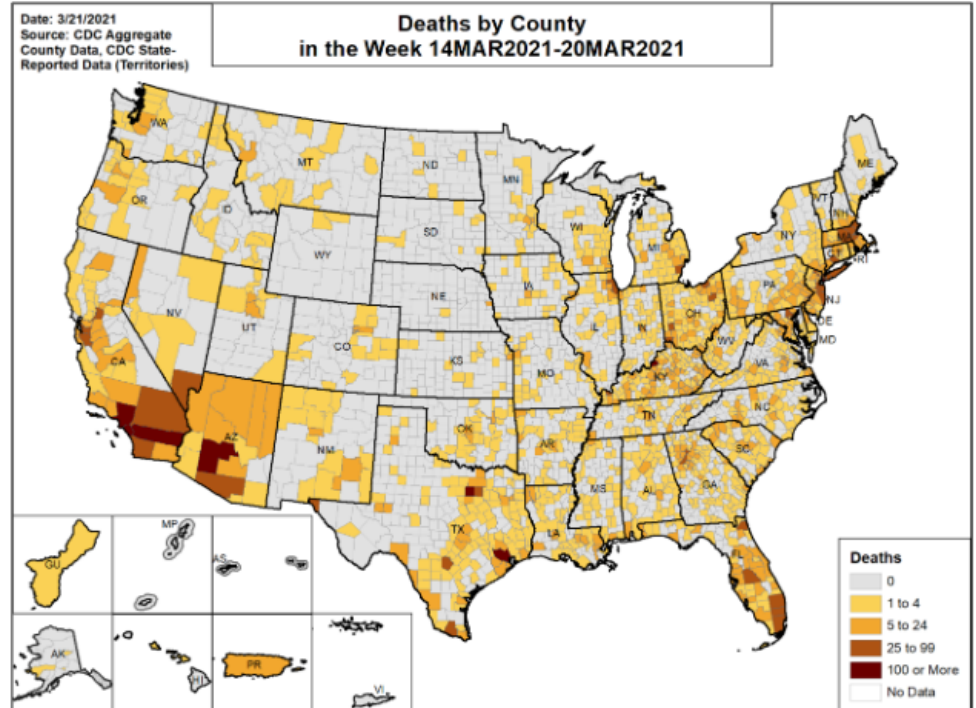 Date: 3/21/2021
Source: CDC Aggregate
County Data, CDC State-
Reported Data (Territories)
Deaths by County
in the Week 14MAR2021-20MAR2021
WA
MT
ND
MN
ME
OR
ID
SD
WI
MI
NY
VT
NH
MA
CT
RI
WY
NE
IA
PA
NJ
NV
UT
CO
IL
IN
OH
DE
MD
WV
VA
CA
KS
MO
KY
AZ
NM
OK
AR
TN
NC
SC
MS
AL
GA
TX
LA
FL
GU
MP
AS
AK
HI
PR
VI
Deaths
0
1 to 4
5 to 24
25 to 99
100 or More
No Data